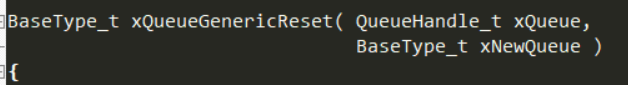 BaseType_t xQueueGenericReset( QueueHandle_t xQueue,
BaseType_t xNewQueue )
{